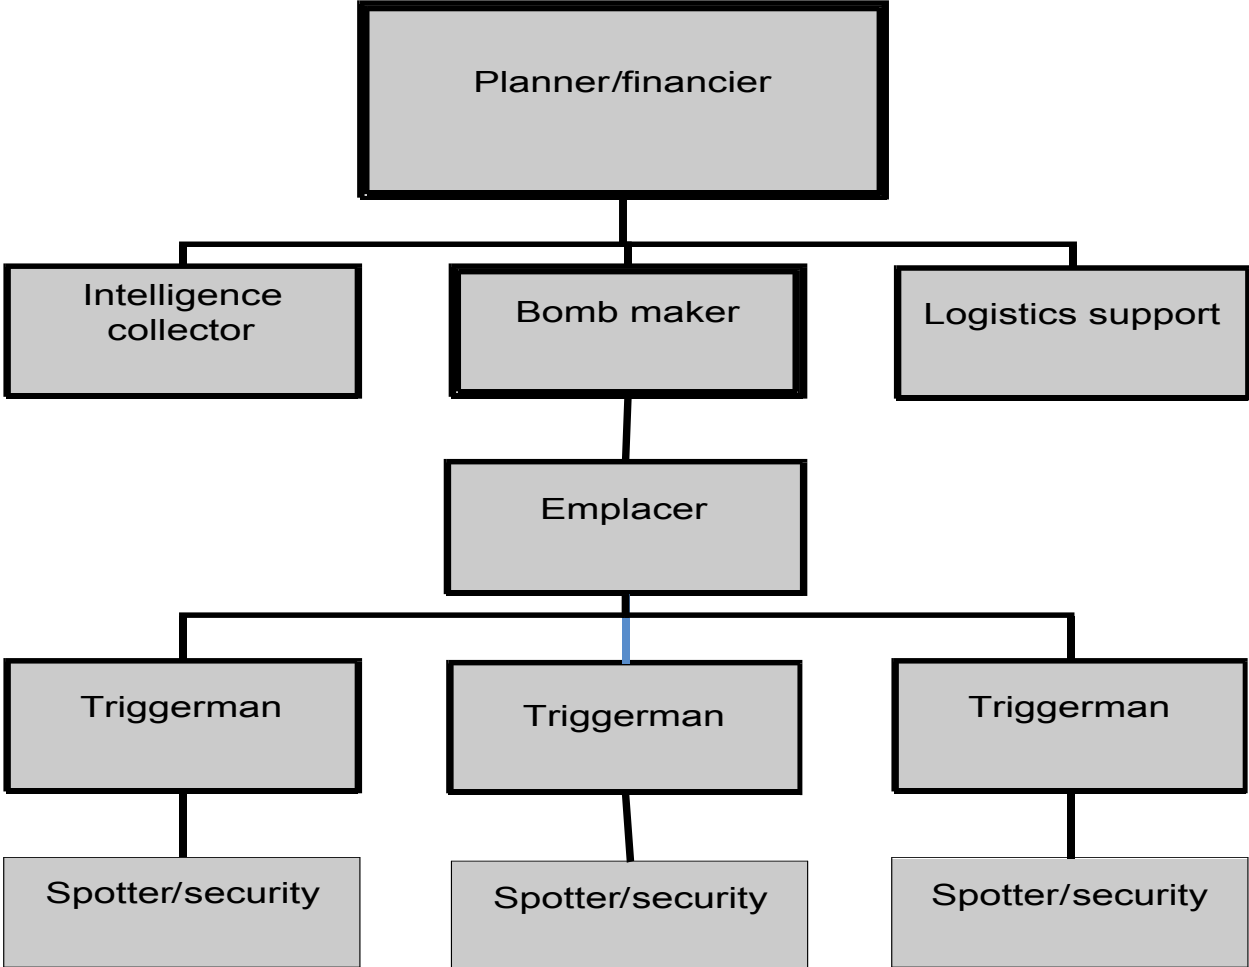 Planner/financier
Intelligence
collector
Bomb maker
Logistics support
Emplacer
Triggerman
Triggerman
Triggerman
Spotter/security
Spotter/security
Spotter/security